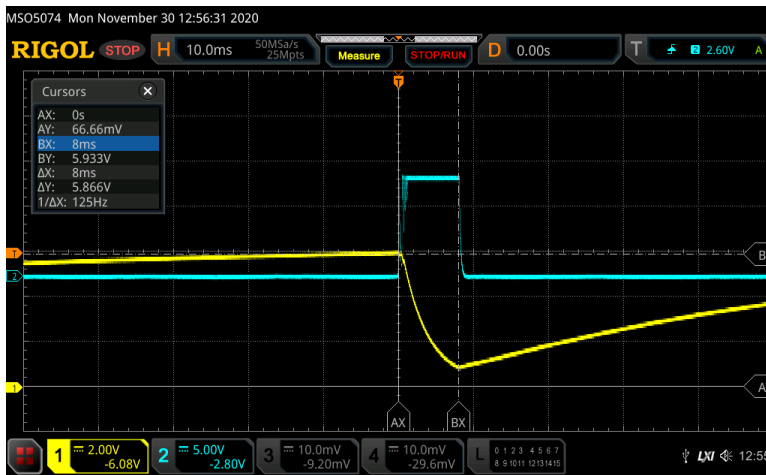 MSO5074 Mon November 30 12:56:31 2020
RIGOL STOP H 10.0ms 50MSa/s 25Mpts Measure STOP/RUN D 0.00s T 2 2.60V A
T
Cursors
AX: 0s
AY: 66.66mV
BX: 8ms
BY: 5.933V
ΔX: 8ms
ΔY: 5.866V
1/ΔX: 125Hz
T B
2
1 A
AX BX
1 2.00V -6.08V 2 5.00V -2.80V 3 10.0mV -9.20mV 4 10.0mV -29.6mV L 0 1 2 3 4 5 6 7 8 9 10 11 12 13 14 15 LXI 12:55